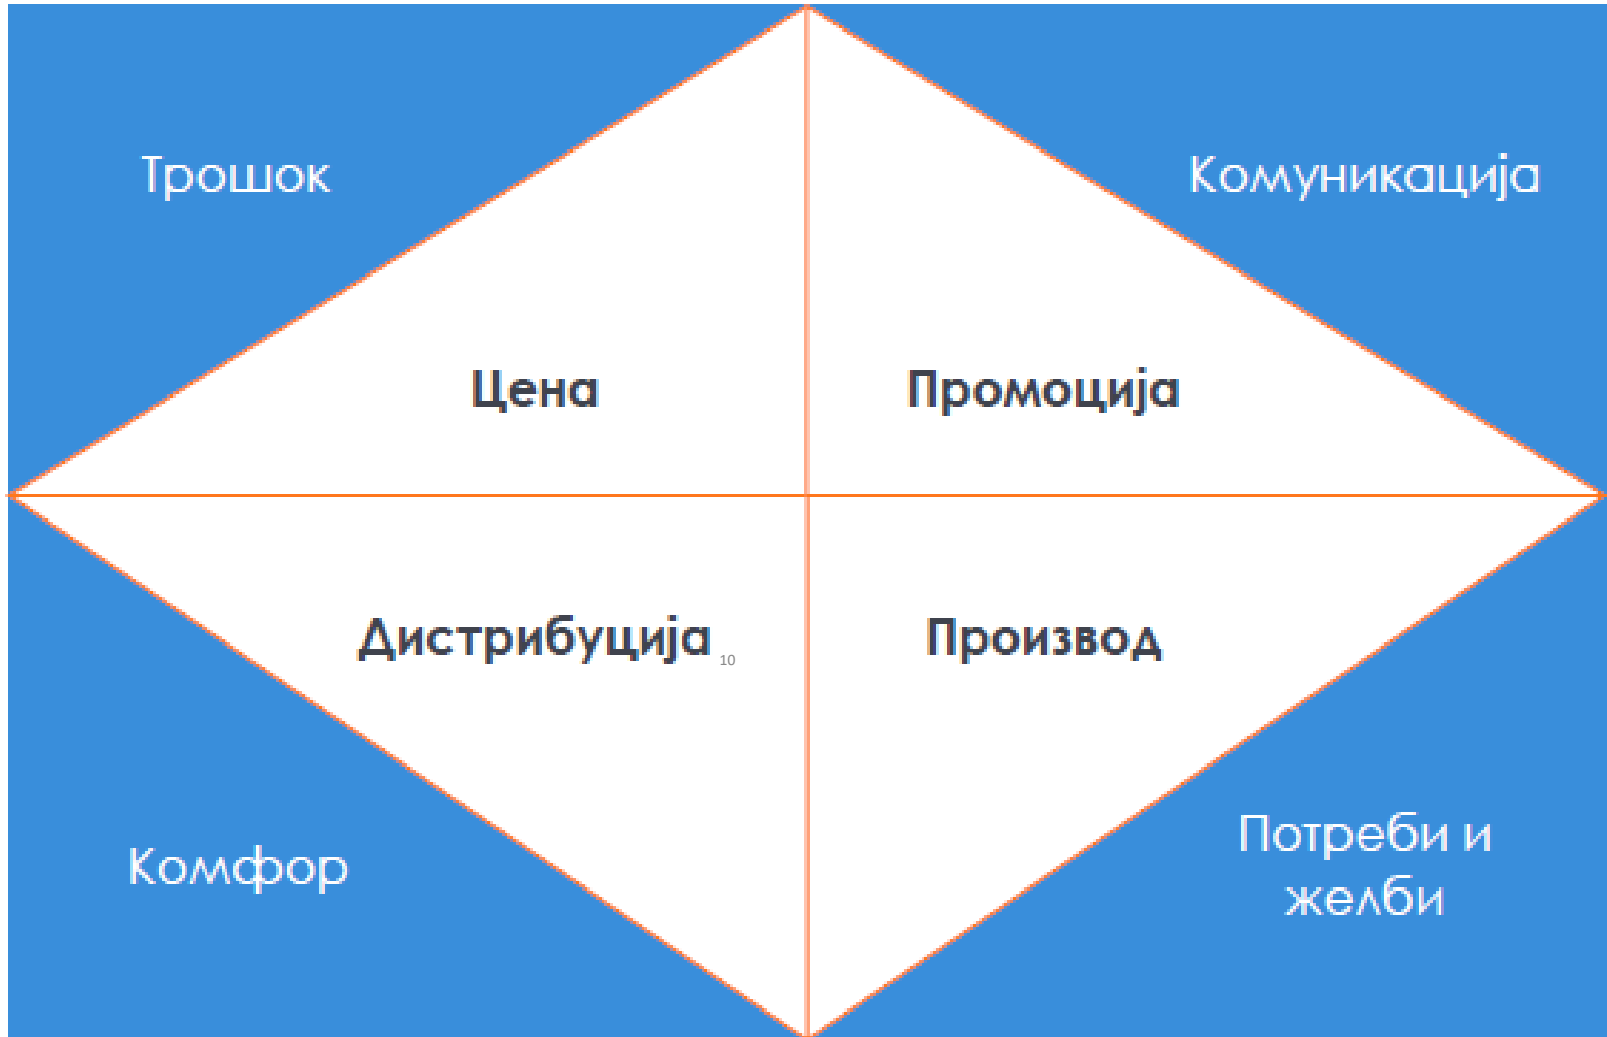 Трошок
Комуникација
Цена
Промоција
Дистрибуција
10
Производ
Комфор
Потреби и
желби